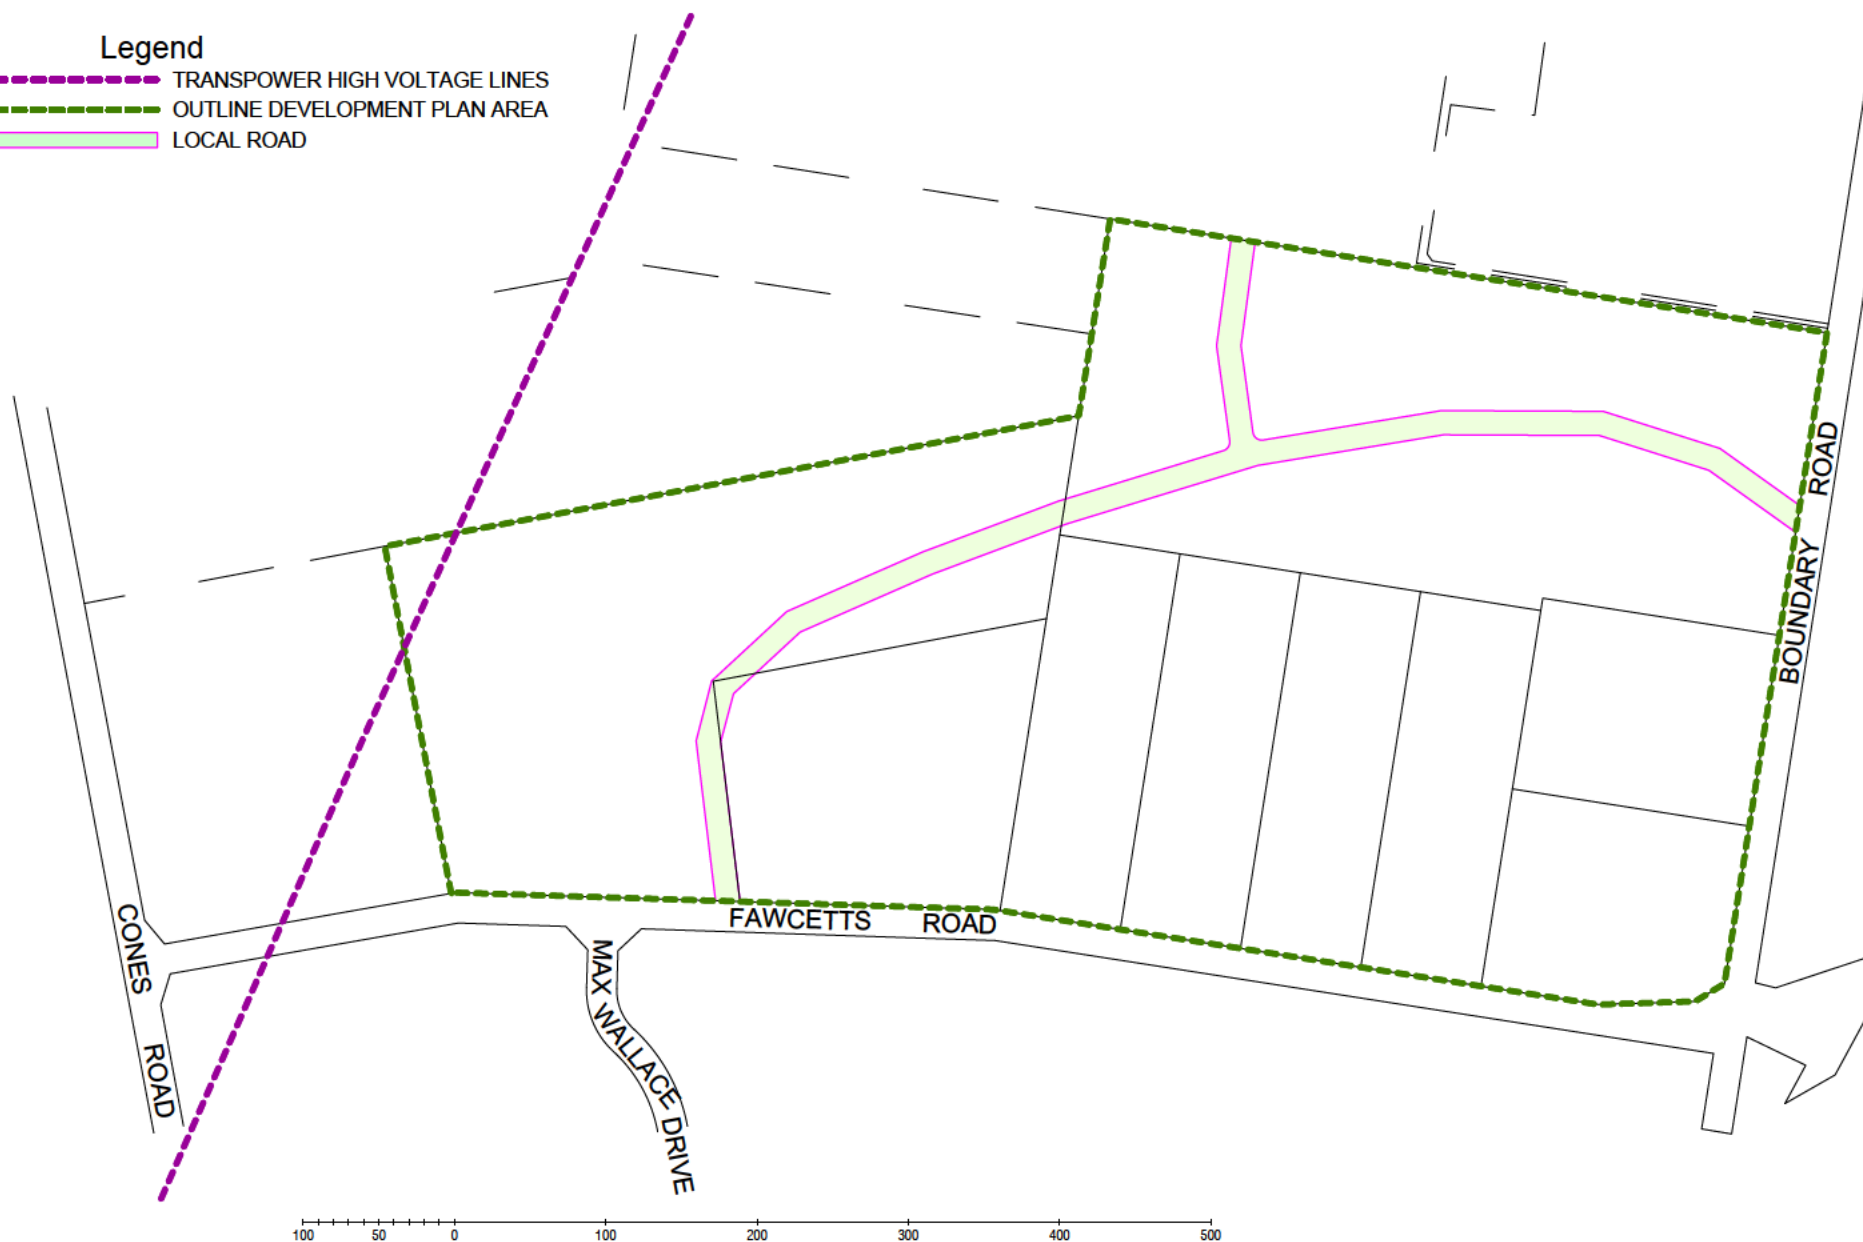 Legend
TRANSPOWER HIGH VOLTAGE LINES
OUTLINE DEVELOPMENT PLAN AREA
LOCAL ROAD
BOUNDARY ROAD
FAWCETTS ROAD
CONES ROAD
MAX WALLACE DRIVE
100 50 0 100 200 300 400 500